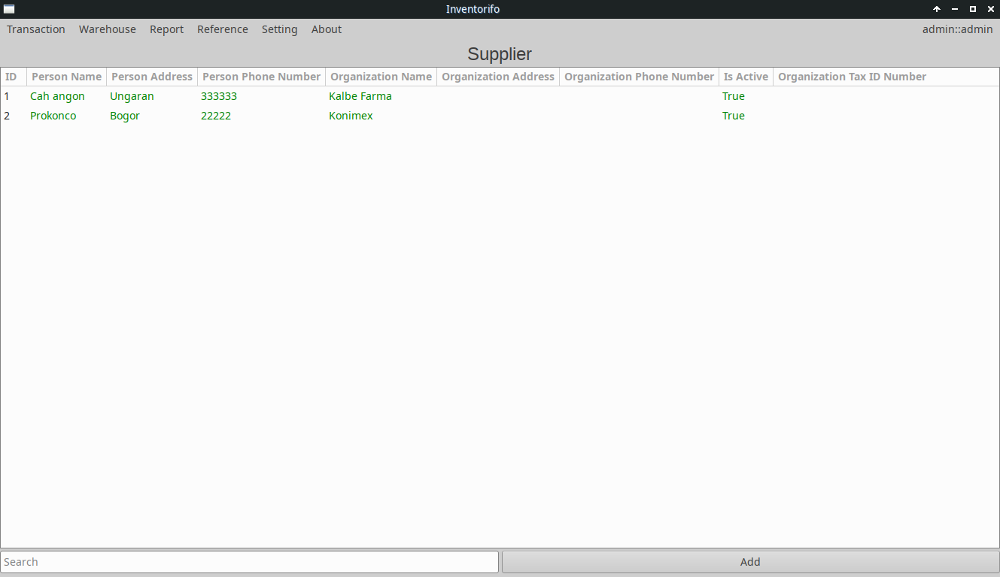 Inventorifo
Transaction Warehouse Report Reference Setting About admin::admin
Supplier
ID Person Name Person Address Person Phone Number Organization Name Organization Address Organization Phone Number Is Active Organization Tax ID Number
1 Cah angon Ungaran 333333 Kalbe Farma True
2 Prokonco Bogor 22222 Konimex True
Search Add